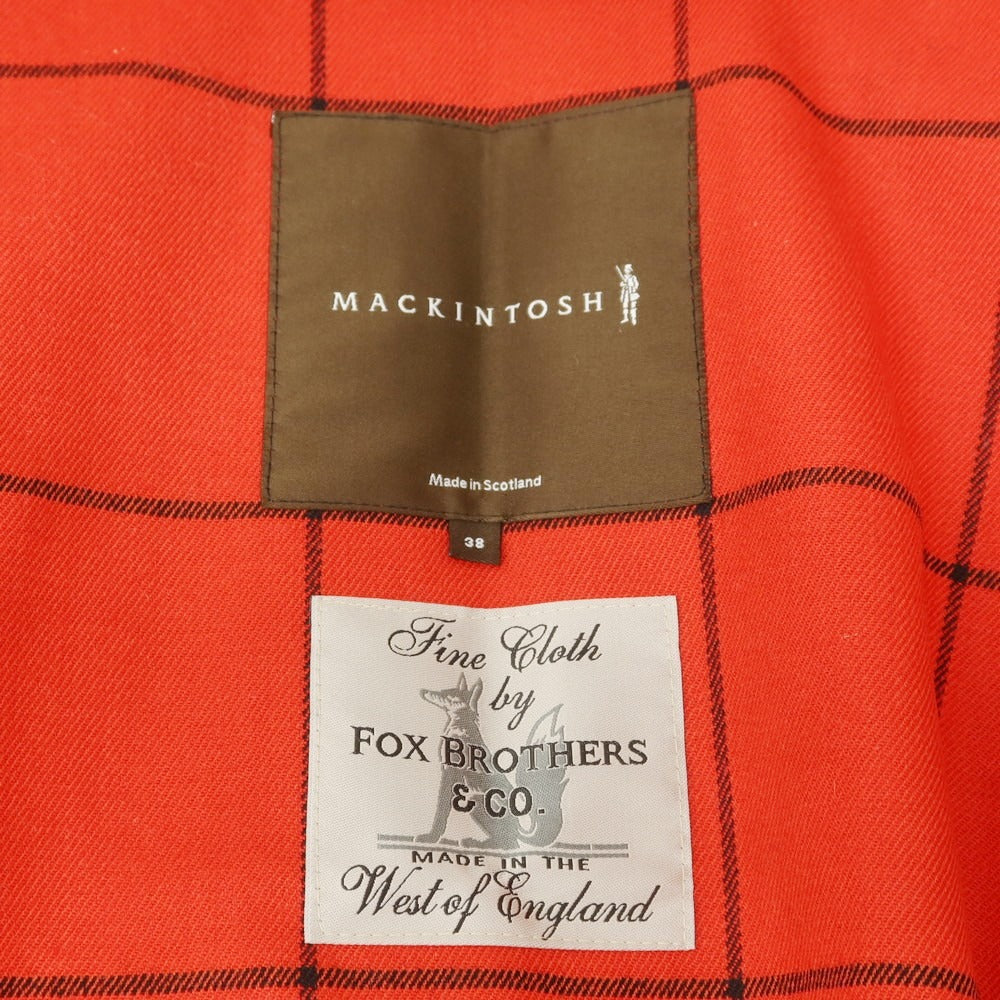 MACKINTOSH
Made in Scotland
38
Fine Cloth
by
FOX BROTHERS
& CO.
MADE IN THE
West of England